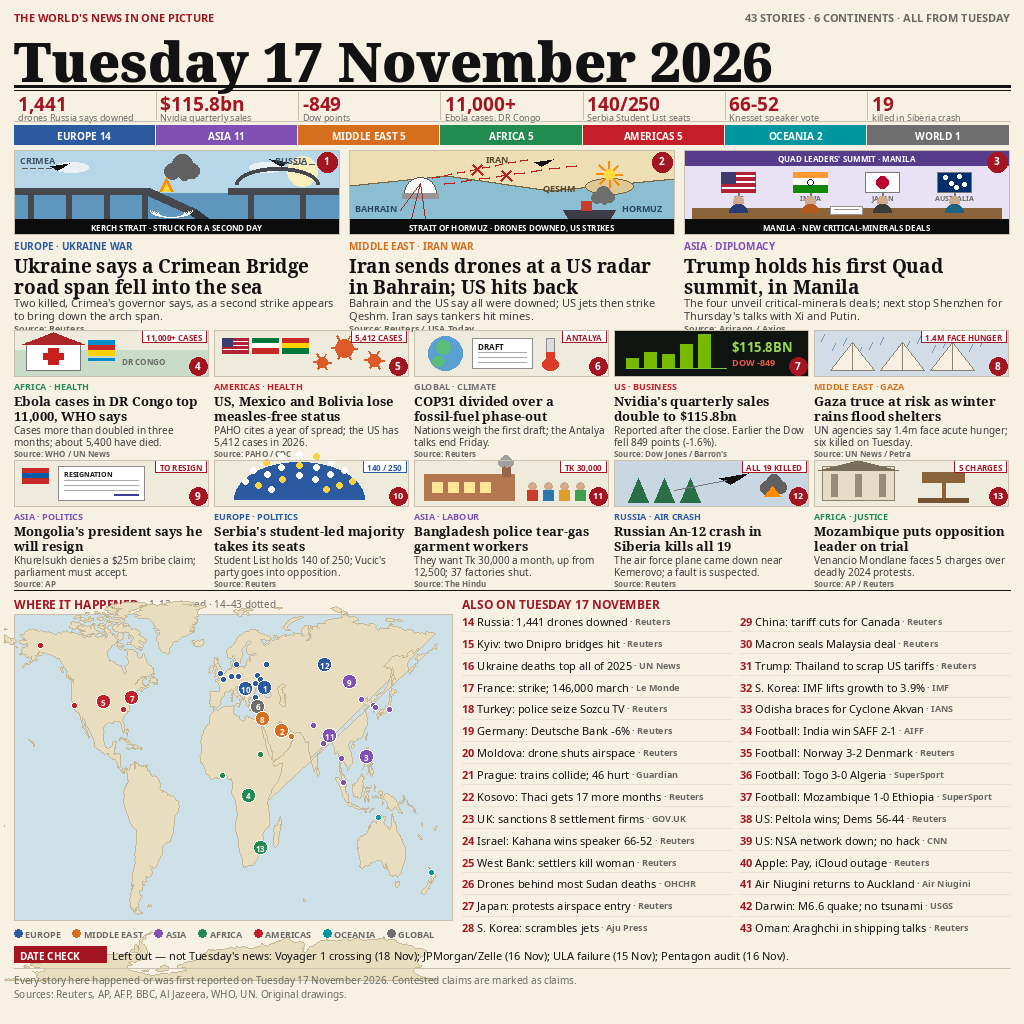 THE WORLD'S NEWS IN ONE PICTURE
43 STORIES · 6 CONTINENTS · ALL FROM TUESDAY
Tuesday 17 November 2026
1,441
drones Russia says downed
$115.8bn
Nvidia quarterly sales
-849
Dow points
11,000+
Ebola cases, DR Congo
140/250
Serbia Student List seats
66-52
Knesset speaker vote
19
killed in Siberia crash
EUROPE 14
ASIA 11
MIDDLE EAST 5
AFRICA 5
AMERICAS 5
OCEANIA 2
WORLD 1
CRIMEA
RUSSIA
1
KERCH STRAIT · STRUCK FOR A SECOND DAY
EUROPE · UKRAINE WAR
Ukraine says a Crimean Bridge
road span fell into the sea
Two killed, Crimea's governor says, as a second strike appears
to bring down the arch span.
Source: Reuters
IRAN
2
QESHM
BAHRAIN
HORMUZ
STRAIT OF HORMUZ · DRONES DOWNED, US STRIKES
MIDDLE EAST · IRAN WAR
Iran sends drones at a US radar
in Bahrain; US hits back
Bahrain and the US say all were downed; US jets then strike
Qeshm. Iran says tankers hit mines.
Source: Reuters / USA Today
QUAD LEADERS' SUMMIT · MANILA
3
MANILA · NEW CRITICAL-MINERALS DEALS
ASIA · DIPLOMACY
Trump holds his first Quad
summit, in Manila
The four unveil critical-minerals deals; next stop Shenzhen for
Thursday's talks with Xi and Putin.
Source: Arirang / Axios
11,000+ CASES
DR CONGO
4
AFRICA · HEALTH
Ebola cases in DR Congo top
11,000, WHO says
Cases more than doubled in three
months; about 5,400 have died.
Source: WHO / UN News
5,412 CASES
5
AMERICAS · HEALTH
US, Mexico and Bolivia lose
measles-free status
PAHO cites a year of spread; the US has
5,412 cases in 2026.
Source: PAHO / CDC
ANTALYA
DRAFT
6
GLOBAL · CLIMATE
COP31 divided over a
fossil-fuel phase-out
Nations weigh the first draft; the Antalya
talks end Friday.
Source: Reuters
$115.8BN
DOW -849
7
US · BUSINESS
Nvidia's quarterly sales
double to $115.8bn
Reported after the close. Earlier the Dow
fell 849 points (-1.6%).
Source: Dow Jones / Barron's
1.4M FACE HUNGER
8
MIDDLE EAST · GAZA
Gaza truce at risk as winter
rains flood shelters
UN agencies say 1.4m face acute hunger;
six killed on Tuesday.
Source: UN News / Petra
TO RESIGN
RESIGNATION
9
ASIA · POLITICS
Mongolia's president says he
will resign
Khurelsukh denies a $25m bribe claim;
parliament must accept.
Source: AP
140 / 250
10
EUROPE · POLITICS
Serbia's student-led majority
takes its seats
Student List holds 140 of 250; Vucic's
party goes into opposition.
Source: Reuters
TK 30,000
11
ASIA · LABOUR
Bangladesh police tear-gas
garment workers
They want Tk 30,000 a month, up from
12,500; 37 factories shut.
Source: The Hindu
ALL 19 KILLED
12
RUSSIA · AIR CRASH
Russian An-12 crash in
Siberia kills all 19
The air force plane came down near
Kemerovo; a fault is suspected.
Source: Reuters
5 CHARGES
13
AFRICA · JUSTICE
Mozambique puts opposition
leader on trial
Venancio Mondlane faces 5 charges over
deadly 2024 protests.
Source: AP / Reuters
WHERE IT HAPPENED · 1-13 · 14–43 dotted
12
9
10
1
5
7
6
8
2
11
3
4
13
EUROPE
MIDDLE EAST
ASIA
AFRICA
AMERICAS
OCEANIA
GLOBAL
ALSO ON TUESDAY 17 NOVEMBER
14 Russia: 1,441 drones downed · Reuters
15 Kyiv: two Dnipro bridges hit · Reuters
16 Ukraine deaths top all of 2025 · UN News
17 France: strike; 146,000 march · Le Monde
18 Turkey: police seize Sozcu TV · Reuters
19 Germany: Deutsche Bank -6% · Reuters
20 Moldova: drone shuts airspace · Reuters
21 Prague: trains collide; 46 hurt · Guardian
22 Kosovo: Thaci gets 17 more months · Reuters
23 UK: sanctions 8 settlement firms · GOV.UK
24 Israel: Kahana wins speaker 66-52 · Reuters
25 West Bank: settlers kill woman · Reuters
26 Drones behind most Sudan deaths · OHCHR
27 Japan: protests airspace entry · Reuters
28 S. Korea: scrambles jets · Aju Press
29 China: tariff cuts for Canada · Reuters
30 Macron seals Malaysia deal · Reuters
31 Trump: Thailand to scrap US tariffs · Reuters
32 S. Korea: IMF lifts growth to 3.9% · IMF
33 Odisha braces for Cyclone Akvan · IANS
34 Football: India win SAFF 2-1 · AIFF
35 Football: Norway 3-2 Denmark · Reuters
36 Football: Togo 3-0 Algeria · SuperSport
37 Football: Mozambique 1-0 Ethiopia · SuperSport
38 US: Peltola wins; Dems 56-44 · Reuters
39 US: NSA network down; no hack · CNN
40 Apple: Pay, iCloud outage · Reuters
41 Air Niugini returns to Auckland · Air Niugini
42 Darwin: M6.6 quake; no tsunami · USGS
43 Oman: Araghchi in shipping talks · Reuters
DATE CHECK
Left out — not Tuesday's news: Voyager 1 crossing (18 Nov); JPMorgan/Zelle (16 Nov); ULA failure (15 Nov); Pentagon audit (16 Nov).
Every story here happened or was first reported on Tuesday 17 November 2026. Contested claims are marked as claims.
Sources: Reuters, AP, AFP, BBC, Al Jazeera, WHO, UN. Original drawings.